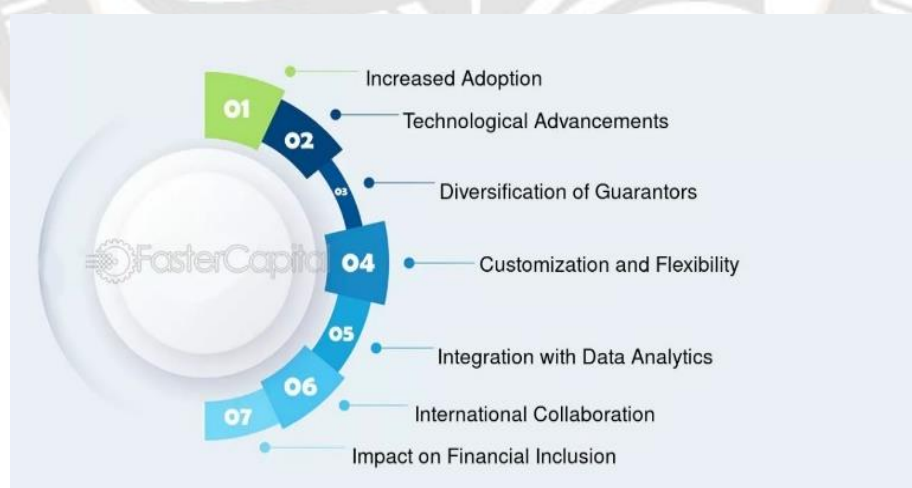 01
Increased Adoption
02
Technological Advancements
03
Diversification of Guarantors
FasterCapital
04
Customization and Flexibility
05
Integration with Data Analytics
06
International Collaboration
07
Impact on Financial Inclusion